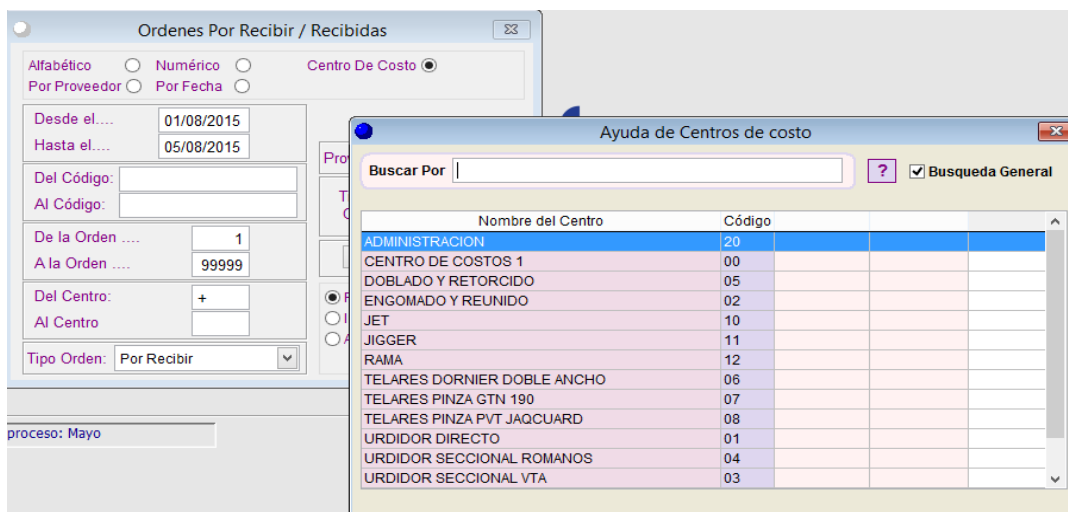 Ordenes Por Recibir / Recibidas
Alfabético Numérico Centro De Costo
Por Proveedor Por Fecha
Desde el.... 01/08/2015
Hasta el.... 05/08/2015
Del Código:
Al Código:
De la Orden .... 1
A la Orden .... 99999
Del Centro: +
Al Centro
Tipo Orden: Por Recibir
proceso: Mayo
Ayuda de Centros de costo
Buscar Por ? Busqueda General
Nombre del Centro Código
ADMINISTRACION 20
CENTRO DE COSTOS 1 00
DOBLADO Y RETORCIDO 05
ENGOMADO Y REUNIDO 02
JET 10
JIGGER 11
RAMA 12
TELARES DORNIER DOBLE ANCHO 06
TELARES PINZA GTN 190 07
TELARES PINZA PVT JAQCUARD 08
URDIDOR DIRECTO 01
URDIDOR SECCIONAL ROMANOS 04
URDIDOR SECCIONAL VTA 03